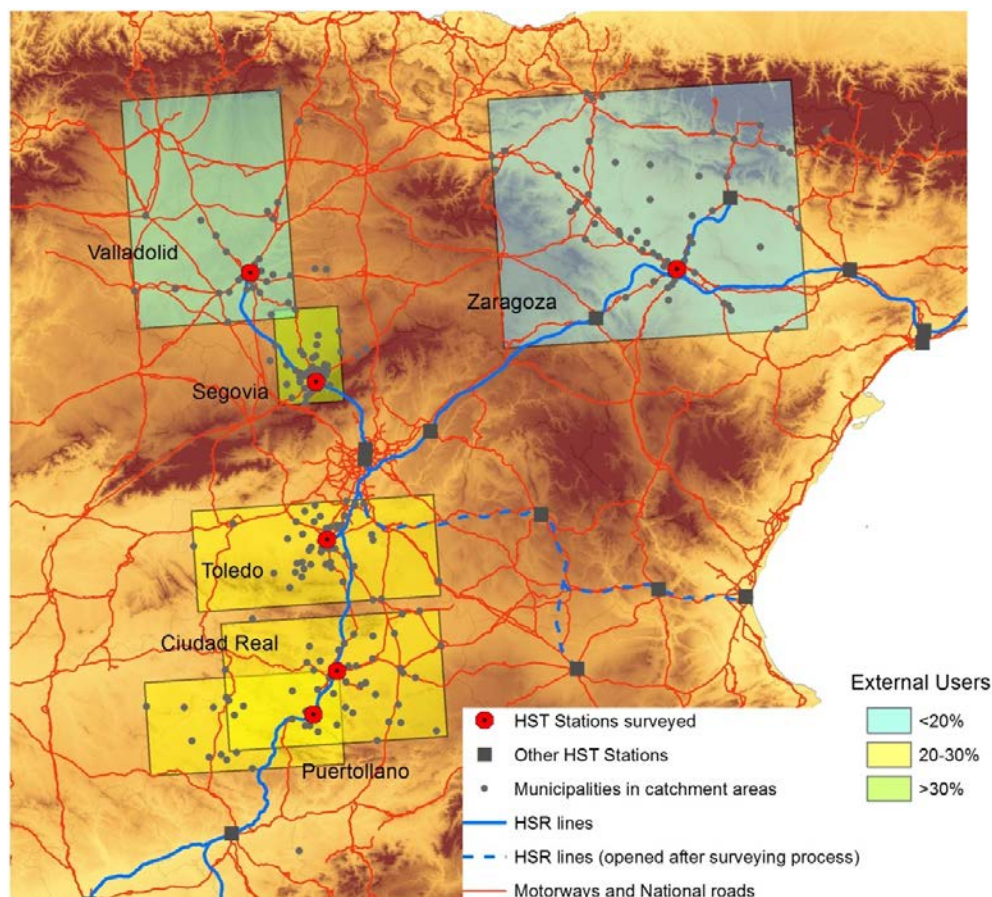 Valladolid
Zaragoza
Segovia
Toledo
Ciudad Real
Puertollano
External Users
<20%
20-30%
>30%
HST Stations surveyed
Other HST Stations
Municipalities in catchment areas
HSR lines
HSR lines (opened after surveying process)
Motorways and National roads